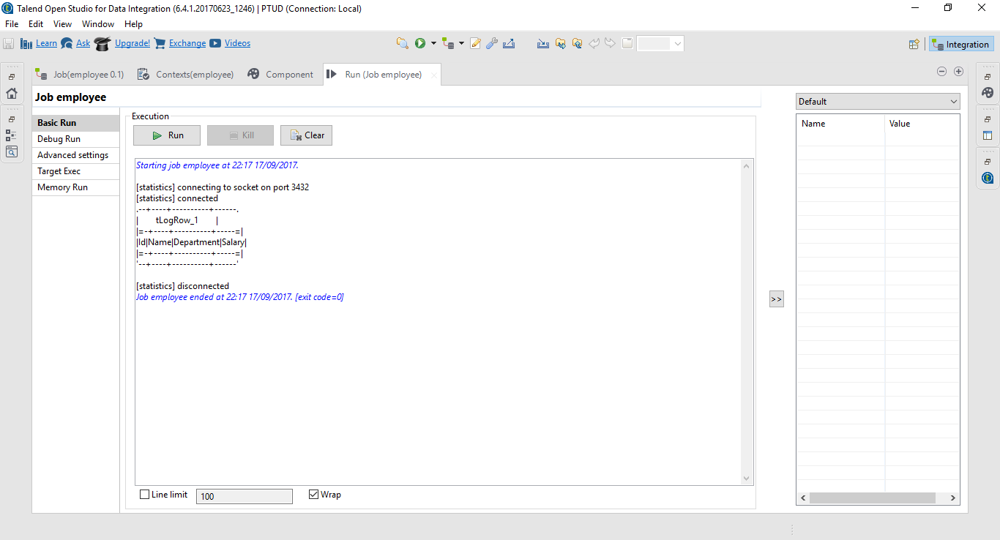 Talend Open Studio for Data Integration (6.4.1.20170623_1246) | PTUD (Connection: Local)
File Edit View Window Help
Learn Ask Upgrade! Exchange Videos
Integration
Job(employee 0.1) Contexts(employee) Component Run (Job employee)
Job employee
Default
Basic Run
Debug Run
Advanced settings
Target Exec
Memory Run
Execution
Run Kill Clear
Starting job employee at 22:17 17/09/2017.
[statistics] connecting to socket on port 3432
[statistics] connected
.--+----+----------+------.
| tLogRow_1 |
|=-+----+----------+-----=|
|Id|Name|Department|Salary|
|=-+----+----------+-----=|
'--+----+----------+------'
[statistics] disconnected
Job employee ended at 22:17 17/09/2017. [exit code=0]
Line limit 100 Wrap
>>
Name Value